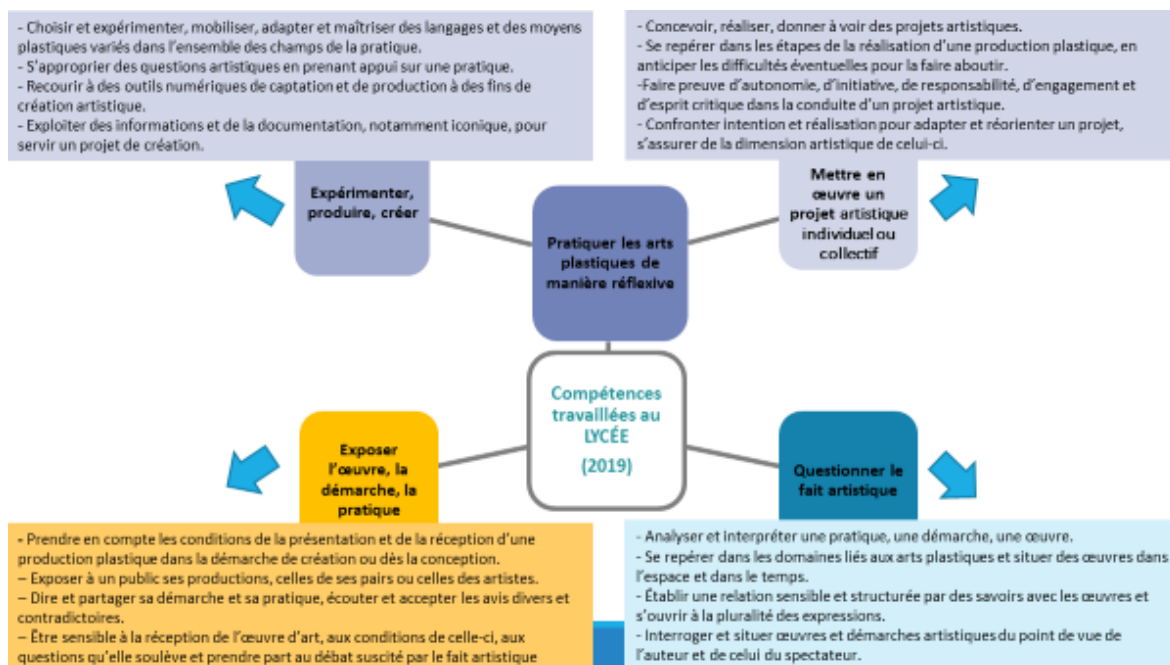 - Choisir et expérimenter, mobiliser, adapter et maîtriser des langages et des moyens
plastiques variés dans l'ensemble des champs de la pratique.
- S'approprier des questions artistiques en prenant appui sur une pratique.
- Recourir à des outils numériques de captation et de production à des fins de
création artistique.
- Exploiter des informations et de la documentation, notamment iconique, pour
servir un projet de création.
- Concevoir, réaliser, donner à voir des projets artistiques.
- Se repérer dans les étapes de la réalisation d'une production plastique, en
anticiper les difficultés éventuelles pour la faire aboutir.
-Faire preuve d'autonomie, d'initiative, de responsabilité, d'engagement et
d'esprit critique dans la conduite d'un projet artistique.
- Confronter intention et réalisation pour adapter et réorienter un projet,
s'assurer de la dimension artistique de celui-ci.
Expérimenter,
produire, créer
Pratiquer les arts
plastiques de
manière réflexive
Mettre en
œuvre un
projet artistique
individuel ou
collectif
Compétences
travaillées au
LYCÉE
(2019)
Exposer
l'œuvre, la
démarche, la
pratique
Questionner le
fait artistique
- Prendre en compte les conditions de la présentation et de la réception d'une
production plastique dans la démarche de création ou dès la conception.
– Exposer à un public ses productions, celles de ses pairs ou celles des artistes.
– Dire et partager sa démarche et sa pratique, écouter et accepter les avis divers et
contradictoires.
– Être sensible à la réception de l'œuvre d'art, aux conditions de celle-ci, aux
questions qu'elle soulève et prendre part au débat suscité par le fait artistique
- Analyser et interpréter une pratique, une démarche, une œuvre.
- Se repérer dans les domaines liés aux arts plastiques et situer des œuvres dans
l'espace et dans le temps.
- Établir une relation sensible et structurée par des savoirs avec les œuvres et
s'ouvrir à la pluralité des expressions.
- Interroger et situer œuvres et démarches artistiques du point de vue de
l'auteur et de celui du spectateur.